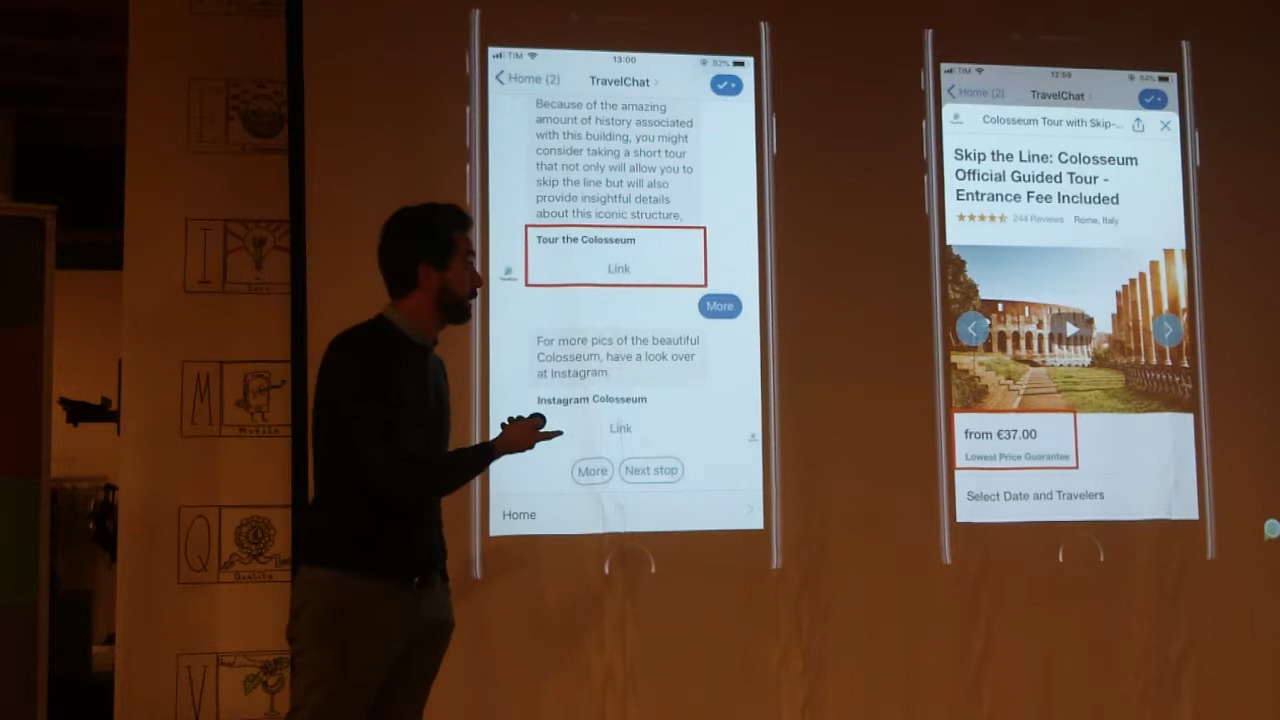 I
Idea
M
Mobile
Q
Quality
V
TIM
13:00
82%
Home (2)
TravelChat
Because of the amazing
amount of history associated
with this building, you might
consider taking a short tour
that not only will allow you to
skip the line but will also
provide insightful details
about this iconic structure,
Tour the Colosseum
Link
More
For more pics of the beautiful
Colosseum, have a look over
at Instagram.
Instagram Colosseum
Link
More
Next stop
Home
TIM
12:59
84%
Home (2)
TravelChat
Colosseum Tour with Skip-...
Skip the Line: Colosseum
Official Guided Tour -
Entrance Fee Included
244 Reviews Rome, Italy
from €37.00
Lowest Price Guarantee
Select Date and Travelers